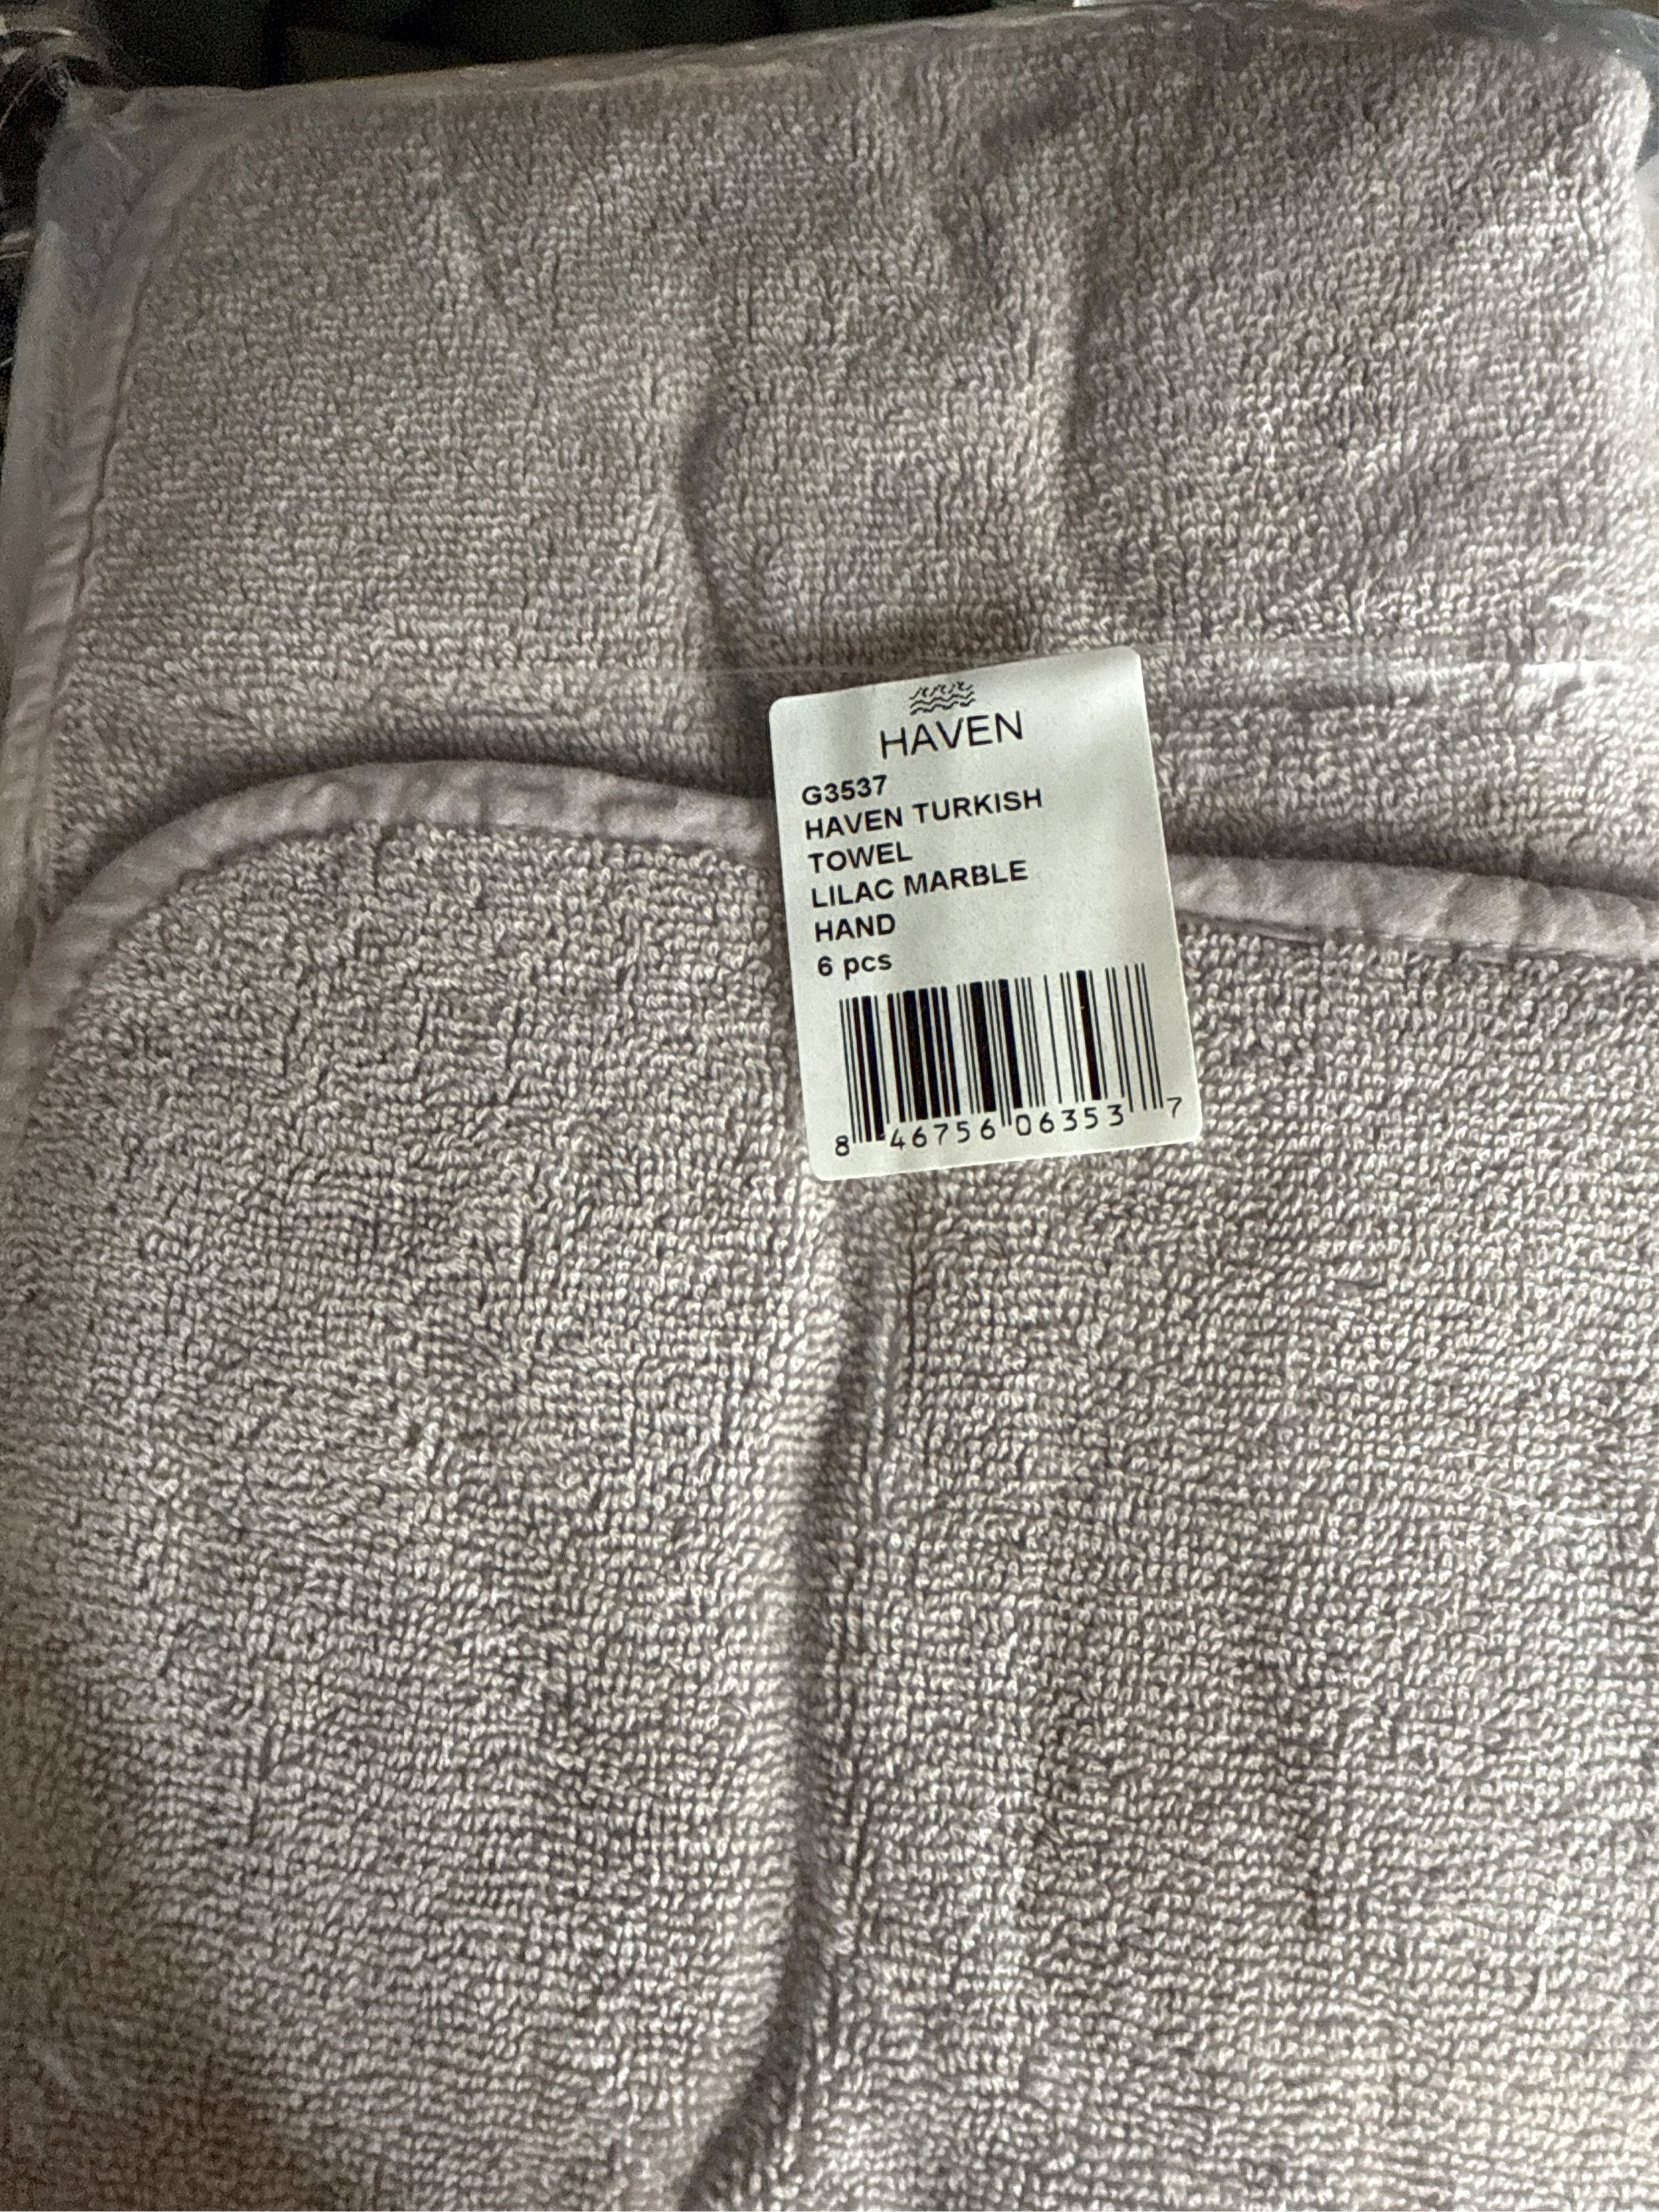 HAVEN
G3537
HAVEN TURKISH
TOWEL
LILAC MARBLE
HAND
6 pcs
8 46756 06353 7